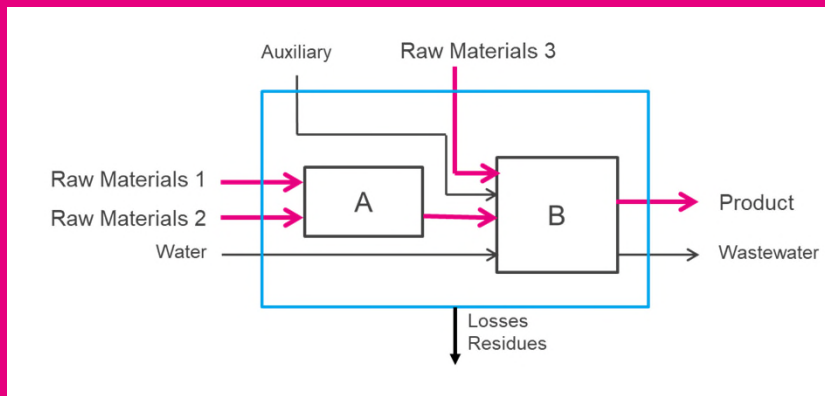 Auxiliary
Raw Materials 3
Raw Materials 1
A
Raw Materials 2
B
Product
Water
Wastewater
Losses
Residues